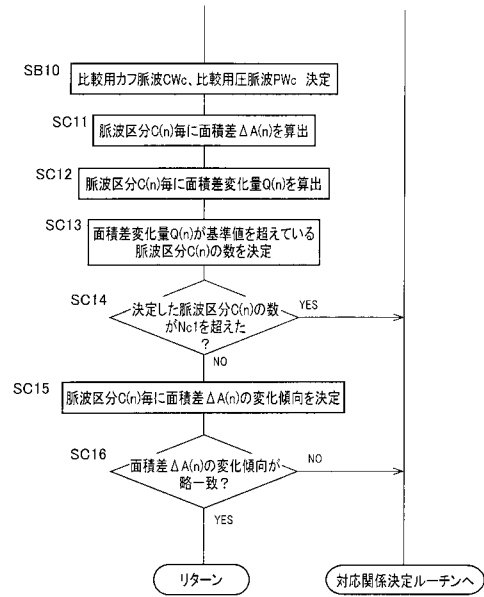 SB10
比較用カフ脈波CWc、比較用圧脈波PWc 決定
SC11
脈波区分C(n)毎に面積差ΔA(n)を算出
SC12
脈波区分C(n)毎に面積差変化量Q(n)を算出
SC13
面積差変化量Q(n)が基準値を超えている
脈波区分C(n)の数を決定
SC14
決定した脈波区分C(n)の数
がNc1を超えた
?
YES
NO
SC15
脈波区分C(n)毎に面積差ΔA(n)の変化傾向を決定
SC16
面積差ΔA(n)の変化傾向が
略一致?
NO
YES
リターン
対応関係決定ルーチンへ